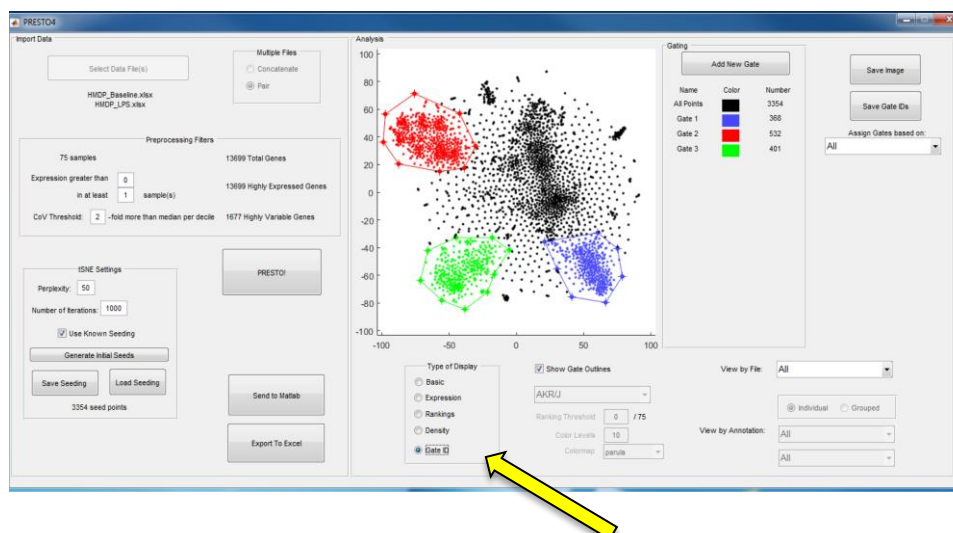 PRESTO4
Import Data
Select Data File(s)
HMDP_Baseline.xlsx
HMDP_LPS.xlsx
Multiple Files
Concatenate
Pair
Preprocessing Filters
75 samples
13699 Total Genes
Expression greater than 0
in at least 1 sample(s)
13699 Highly Expressed Genes
CoV Threshold: 2 -fold more than median per decile
1677 Highly Variable Genes
tSNE Settings
Perplexity: 50
Number of Iterations: 1000
Use Known Seeding
Generate Initial Seeds
Save Seeding
Load Seeding
3354 seed points
PRESTO!
Send to Matlab
Export To Excel
Analysis
100
80
60
40
20
0
-20
-40
-60
-80
-100
-100 -50 0 50 100
Gating
Add New Gate
Name Color Number
All Points 3354
Gate 1 368
Gate 2 532
Gate 3 401
Save Image
Save Gate IDs
Assign Gates based on:
All
Type of Display
Basic
Expression
Rankings
Density
Gate ID
Show Gate Outlines
AKR/J
Ranking Threshold 0 / 75
Color Levels 10
Colormap parula
View by File: All
Individual Grouped
View by Annotation: All
All